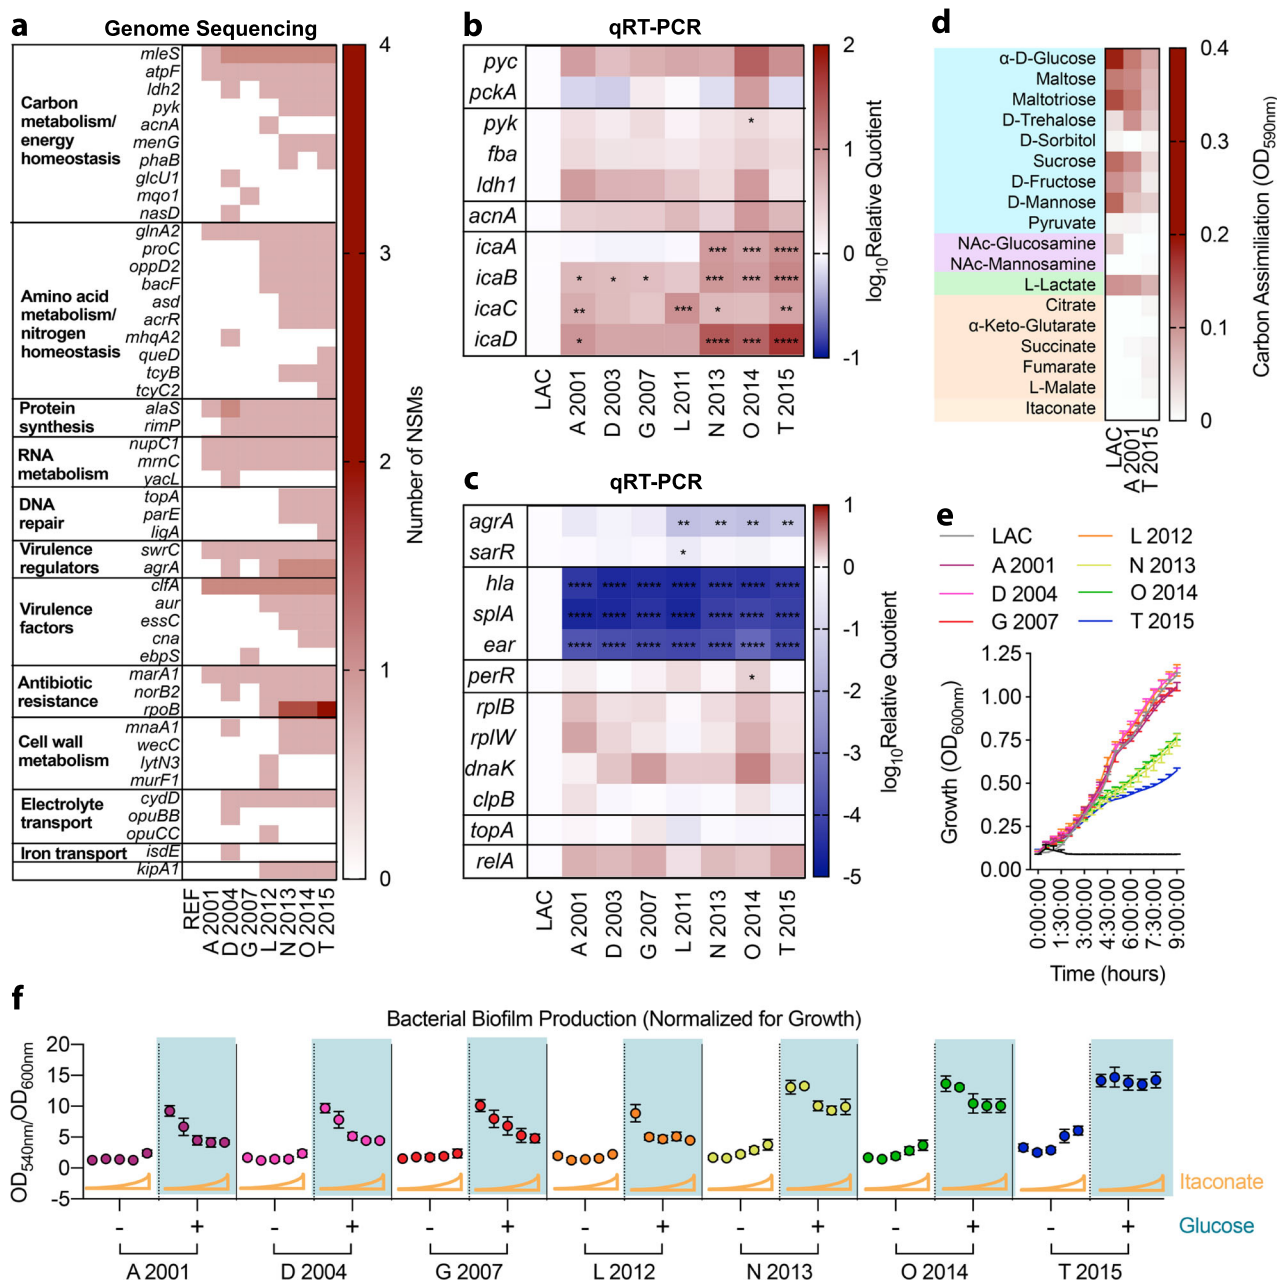 a
Genome Sequencing
Carbon
metabolism/
energy
homeostasis
mleS
atpF
ldh2
pyk
acnA
menG
phaB
glcU1
mqo1
nasD
Amino acid
metabolism/
nitrogen
homeostasis
glnA2
proC
oppD2
bacF
asd
acrR
mhqA2
queD
tcyB
tcyC2
Protein
synthesis
alaS
rimP
RNA
metabolism
nupC1
mrnC
yacL
DNA
repair
topA
parE
ligA
Virulence
regulators
swrC
agrA
Virulence
factors
clfA
aur
essC
cna
ebpS
Antibiotic
resistance
marA1
norB2
rpoB
Cell wall
metabolism
mnaA1
wecC
lytN3
murF1
Electrolyte
transport
cydD
opuBB
opuCC
Iron transport
isdE
kipA1
REF
A 2001
D 2004
G 2007
L 2012
N 2013
O 2014
T 2015
4
3
2
1
0
Number of NSMs
b
qRT-PCR
pyc
pckA
pyk *
fba
ldh1
acnA
icaA *** *** ****
icaB * * * *** *** ****
icaC ** *** * **
icaD * **** *** ****
LAC
A 2001
D 2003
G 2007
L 2011
N 2013
O 2014
T 2015
2
1
0
-1
log10Relative Quotient
c
qRT-PCR
agrA ** ** ** **
sarR *
hla **** **** **** **** **** **** ****
splA **** **** **** **** **** **** ****
ear **** **** **** **** **** **** ****
perR *
rplB
rplW
dnaK
clpB
topA
relA
LAC
A 2001
D 2003
G 2007
L 2011
N 2013
O 2014
T 2015
1
0
-1
-2
-3
-4
-5
log10Relative Quotient
d
α-D-Glucose
Maltose
Maltotriose
D-Trehalose
D-Sorbitol
Sucrose
D-Fructose
D-Mannose
Pyruvate
NAc-Glucosamine
NAc-Mannosamine
L-Lactate
Citrate
α-Keto-Glutarate
Succinate
Fumarate
L-Malate
Itaconate
LAC
A 2001
T 2015
0.4
0.3
0.2
0.1
0
Carbon Assimiliation (OD590nm)
e
LAC
A 2001
D 2004
G 2007
L 2012
N 2013
O 2014
T 2015
1.25
1.00
0.75
0.50
0.25
0.00
Growth (OD600nm)
0:00:00
1:30:00
3:00:00
4:30:00
6:00:00
7:30:00
9:00:00
Time (hours)
f
Bacterial Biofilm Production (Normalized for Growth)
OD540nm/OD600nm
20
15
10
5
0
-5
Itaconate
- + - + - + - + - + - + - +
Glucose
A 2001 D 2004 G 2007 L 2012 N 2013 O 2014 T 2015